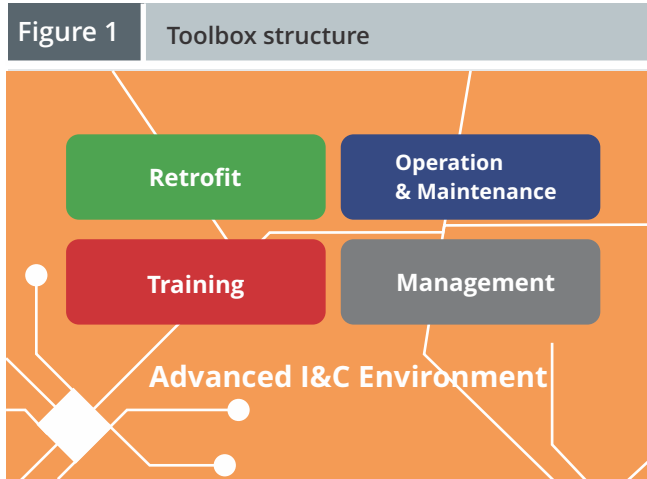 Figure 1
Toolbox structure
Retrofit
Operation
& Maintenance
Training
Management
Advanced I&C Environment